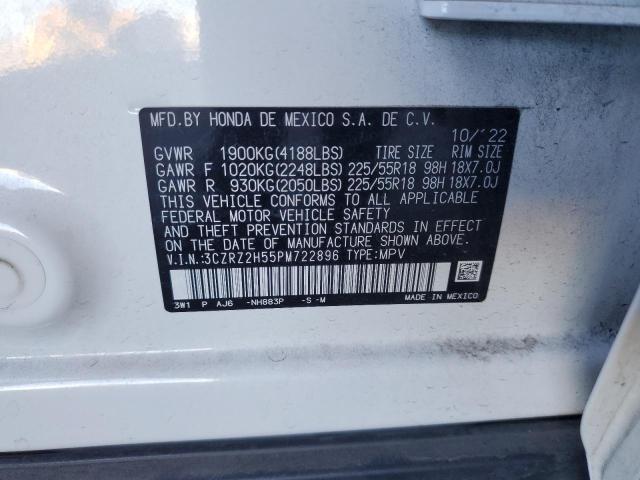 MFD.BY HONDA DE MEXICO S.A. DE C.V.
10/'22
GVWR 1900KG(4188LBS) TIRE SIZE RIM SIZE
GAWR F 1020KG(2248LBS) 225/55R18 98H 18X7.0J
GAWR R 930KG(2050LBS) 225/55R18 98H 18X7.0J
THIS VEHICLE CONFORMS TO ALL APPLICABLE
FEDERAL MOTOR VEHICLE SAFETY
AND THEFT PREVENTION STANDARDS IN EFFECT
ON THE DATE OF MANUFACTURE SHOWN ABOVE.
V.I.N.:3CZRZ2H55PM722896 TYPE:MPV
3W1 P AJ6 -NH883P -S -M
MADE IN MEXICO